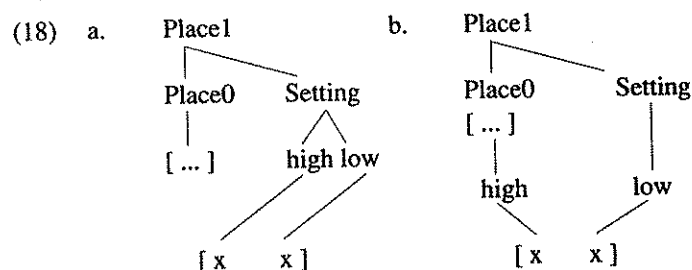 (18) a. Place1 b. Place1
Place0 Setting Place0 Setting
[ ... ]
[ ... ] high low
high low
[ x x ] [ x x ]